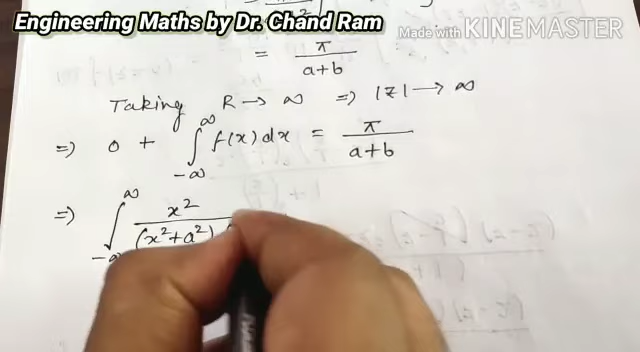 Engineering Maths by Dr. Chand Ram
Made with KINEMASTER
= π/(a+b)
Taking R → ∞ ⇒ |z| → ∞
⇒ 0 + ∫_{-∞}^{∞} f(x) dx = π/(a+b)
⇒ ∫_{-∞}^{∞} x²/(x²+a²)